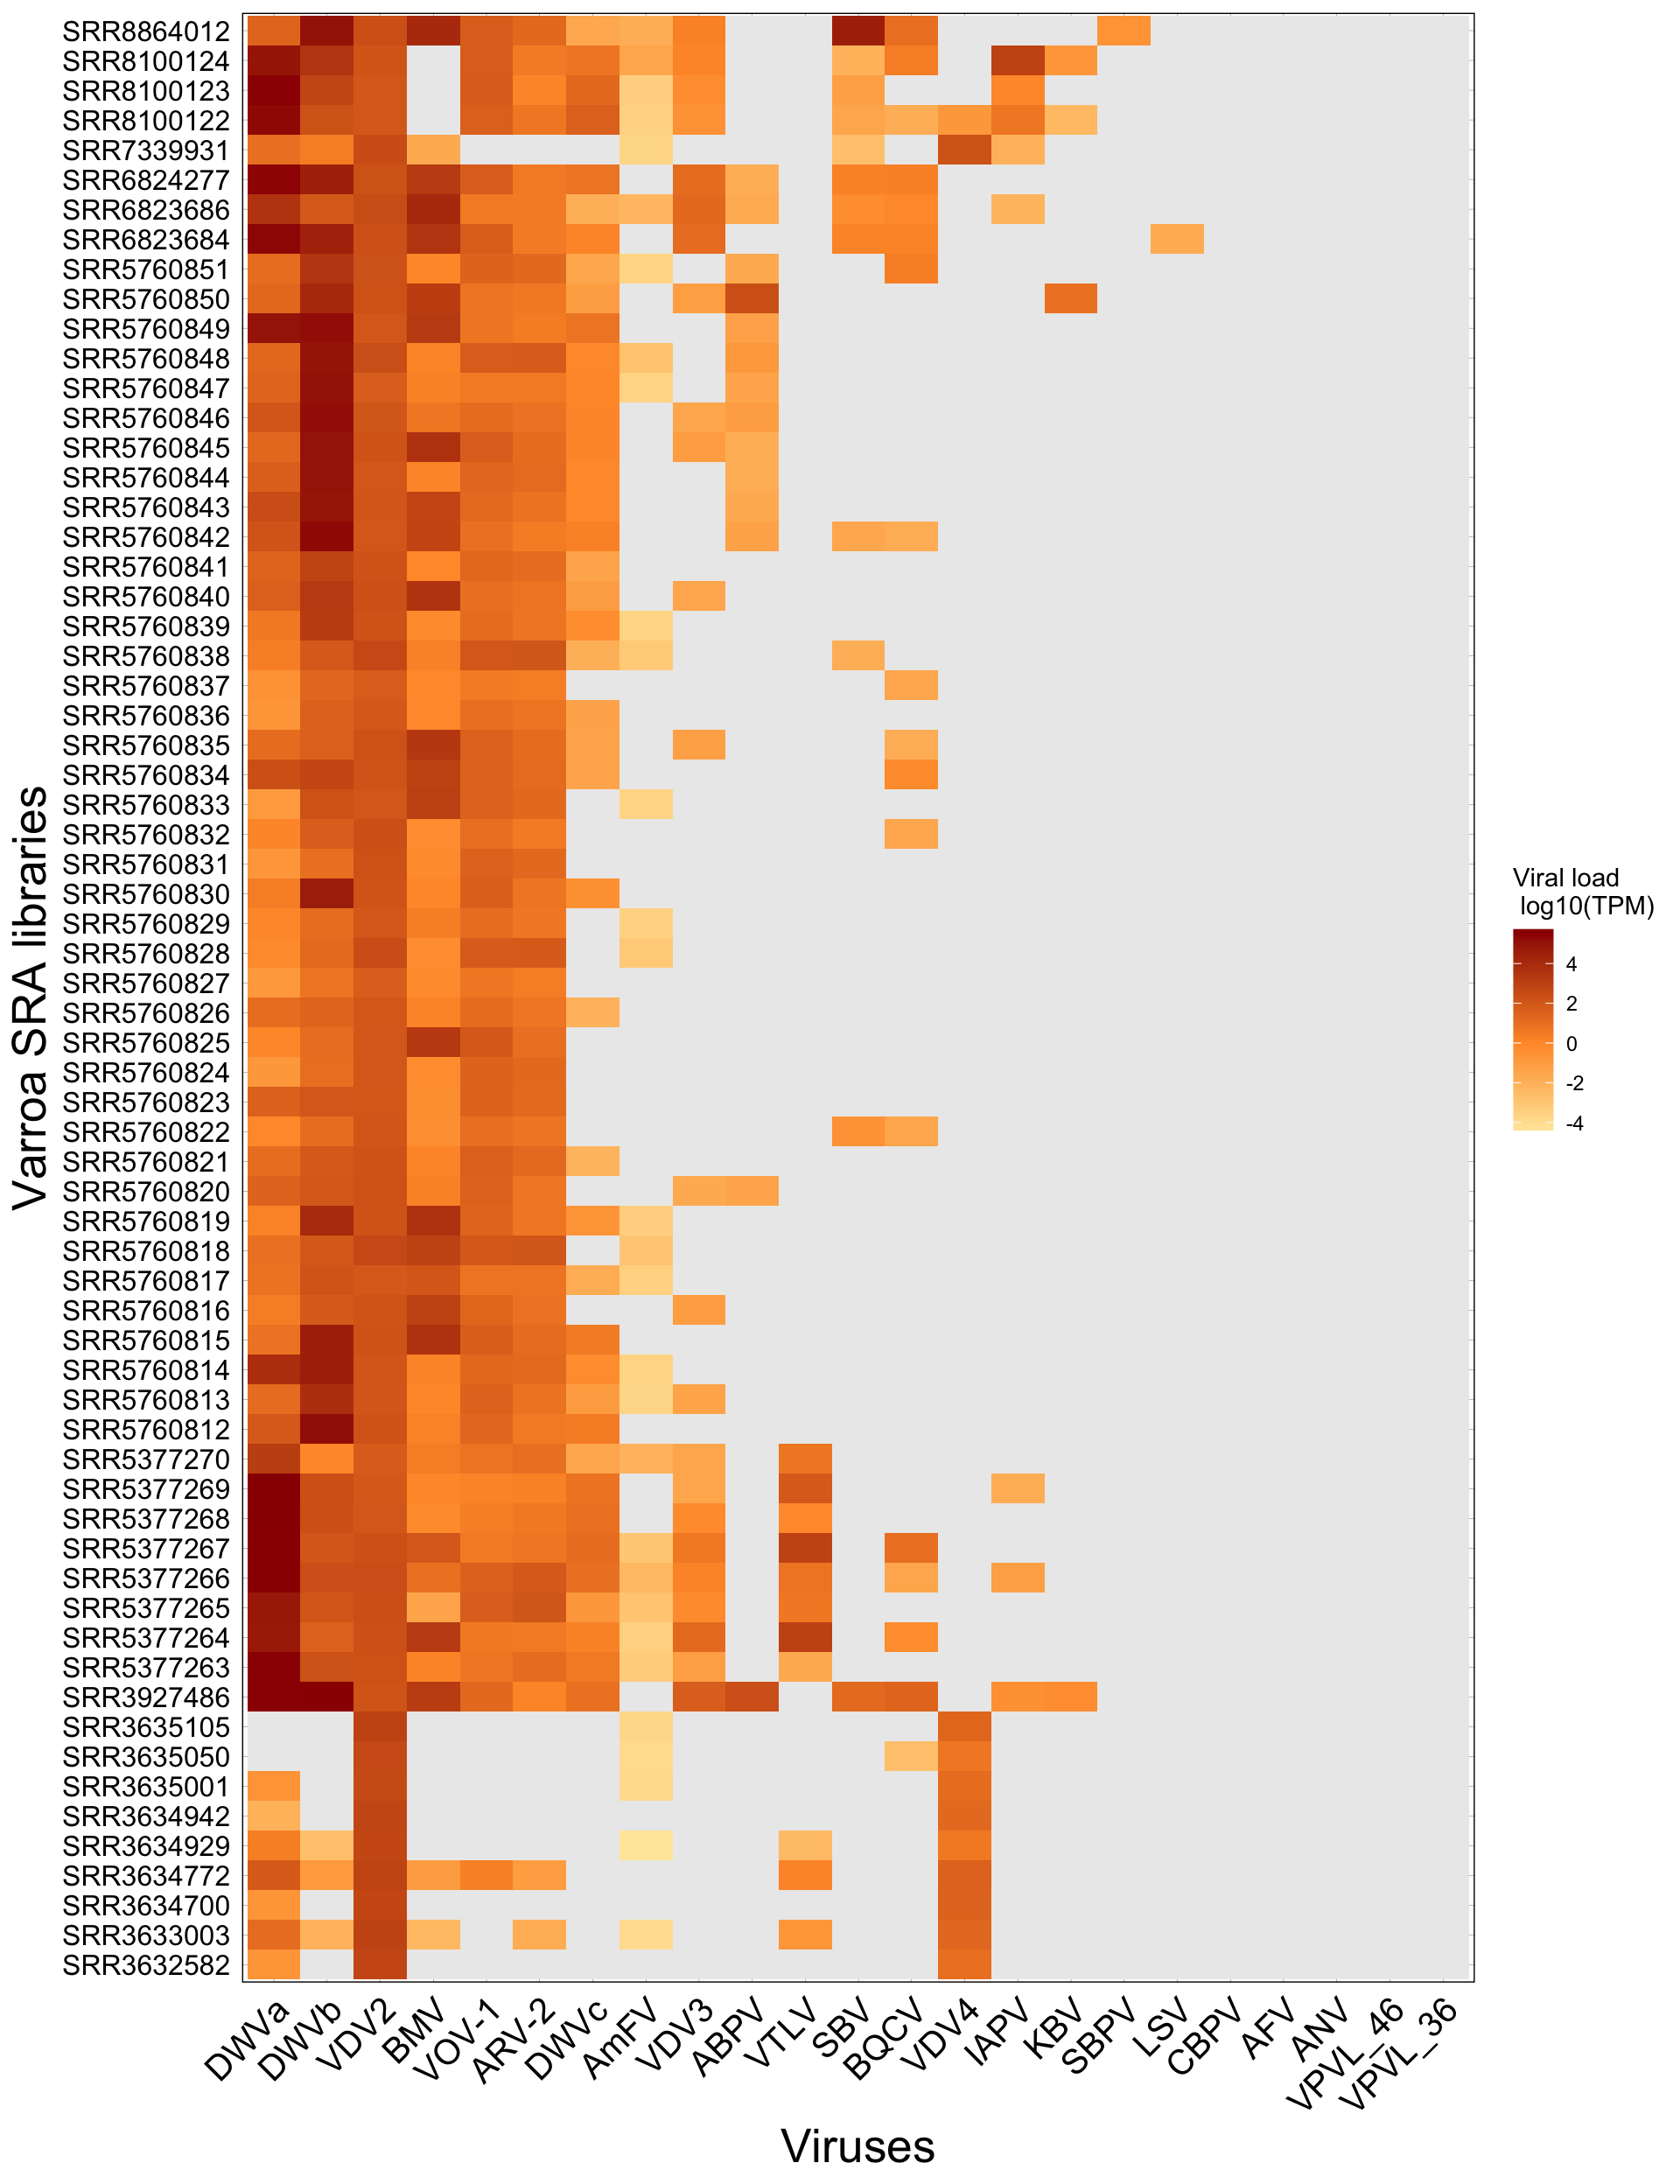 SRR8864012
SRR8100124
SRR8100123
SRR8100122
SRR7339931
SRR6824277
SRR6823686
SRR6823684
SRR5760851
SRR5760850
SRR5760849
SRR5760848
SRR5760847
SRR5760846
SRR5760845
SRR5760844
SRR5760843
SRR5760842
SRR5760841
SRR5760840
SRR5760839
SRR5760838
SRR5760837
SRR5760836
SRR5760835
SRR5760834
SRR5760833
SRR5760832
SRR5760831
SRR5760830
SRR5760829
SRR5760828
SRR5760827
SRR5760826
SRR5760825
SRR5760824
SRR5760823
SRR5760822
SRR5760821
SRR5760820
SRR5760819
SRR5760818
SRR5760817
SRR5760816
SRR5760815
SRR5760814
SRR5760813
SRR5760812
SRR5377270
SRR5377269
SRR5377268
SRR5377267
SRR5377266
SRR5377265
SRR5377264
SRR5377263
SRR3927486
SRR3635105
SRR3635050
SRR3635001
SRR3634942
SRR3634929
SRR3634772
SRR3634700
SRR3633003
SRR3632582
Varroa SRA libraries
DWVa
DWVb
VDV2
BMV
VOV-1
ARV-2
DWVc
AmFV
VDV3
ABPV
VTLV
SBV
BQCV
VDV4
IAPV
KBV
SBPV
LSV
CBPV
AFV
ANV
VPVL_46
VPVL_36
Viruses
Viral load
log10(TPM)
4
2
0
-2
-4